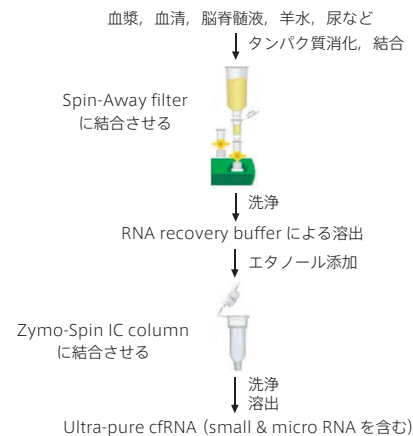 血漿，血清，脳脊髄液，羊水，尿など
タンパク質消化，結合
Spin-Away filter
に結合させる
洗浄
RNA recovery buffer による溶出
エタノール添加
Zymo-Spin IC column
に結合させる
洗浄
溶出
Ultra-pure cfRNA（small & micro RNA を含む）